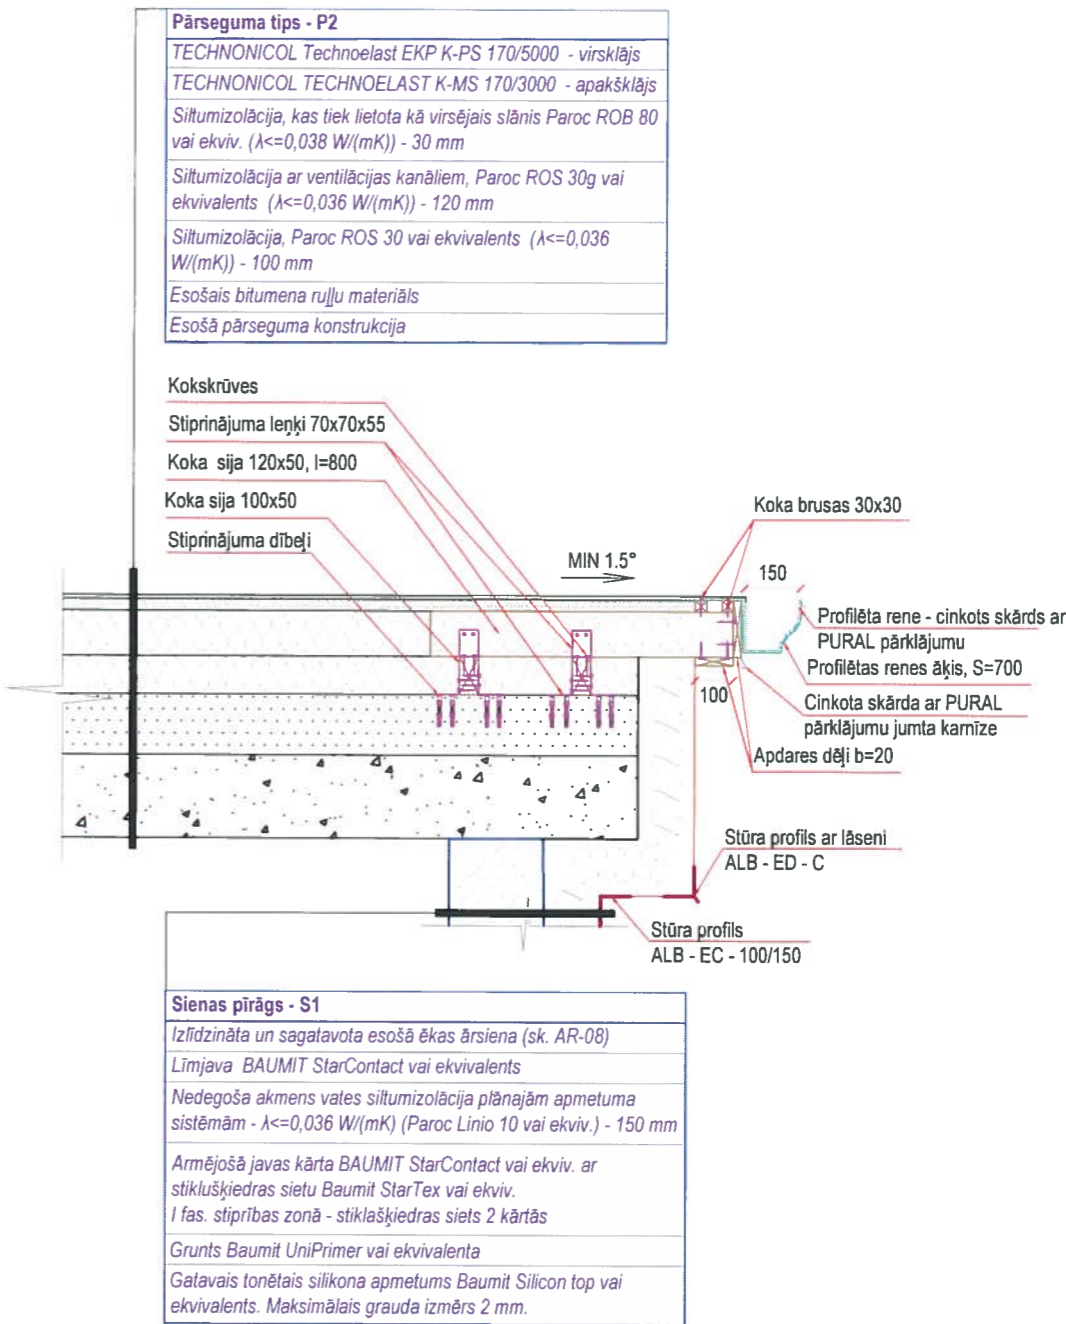 Pārseguma tips - P2
TECHNONICOL Technoelast EKP K-PS 170/5000 - virsklājs
TECHNONICOL TECHNOELAST K-MS 170/3000 - apakšklājs
Siltumizolācija, kas tiek lietota kā virsējais slānis Paroc ROB 80
vai ekviv. (λ<=0,038 W/(mK)) - 30 mm
Siltumizolācija ar ventilācijas kanāliem, Paroc ROS 30g vai
ekvivalents (λ<=0,036 W/(mK)) - 120 mm
Siltumizolācija, Paroc ROS 30 vai ekvivalents (λ<=0,036
W/(mK)) - 100 mm
Esošais bitumena ruļļu materiāls
Esošā pārseguma konstrukcija
Kokskrūves
Stiprinājuma leņķi 70x70x55
Koka sija 120x50, l=800
Koka sija 100x50
Stiprinājuma dībeļi
Koka brusas 30x30
MIN 1.5°
150
Profilēta rene - cinkots skārds ar
PURAL pārklājumu
Profilētas renes āķis, S=700
100
Cinkota skārda ar PURAL
pārklājumu jumta karnīze
Apdares dēļi b=20
Stūra profils ar lāseni
ALB - ED - C
Stūra profils
ALB - EC - 100/150
Sienas pīrāgs - S1
Izlīdzināta un sagatavota esošā ēkas ārsiena (sk. AR-08)
Līmjava BAUMIT StarContact vai ekvivalents
Nedegoša akmens vates siltumizolācija plānajām apmetuma
sistēmām - λ<=0,036 W/(mK) (Paroc Linio 10 vai ekviv.) - 150 mm
Armējošā javas kārta BAUMIT StarContact vai ekviv. ar
stiklušķiedras sietu Baumit StarTex vai ekviv.
I fas. stiprības zonā - stiklašķiedras siets 2 kārtās
Grunts Baumit UniPrimer vai ekvivalenta
Gatavais tonētais silikona apmetums Baumit Silicon top vai
ekvivalents. Maksimālais grauda izmērs 2 mm.